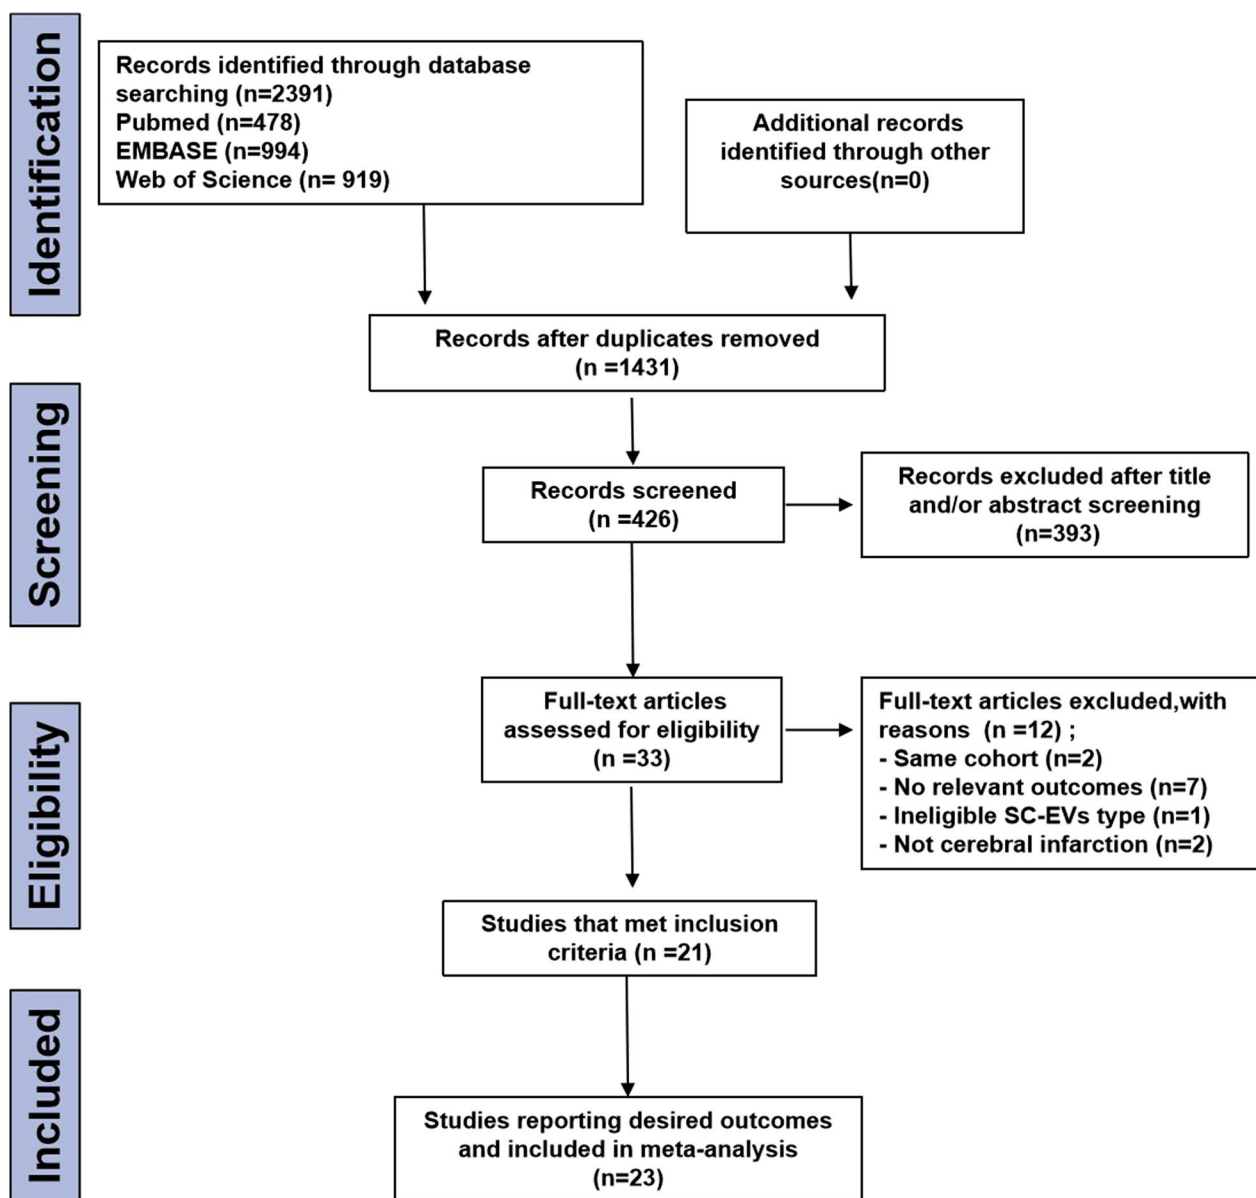 Identification
Records identified through database
searching (n=2391)
Pubmed (n=478)
EMBASE (n=994)
Web of Science (n= 919)
Additional records
identified through other
sources(n=0)
Records after duplicates removed
(n =1431)
Screening
Records screened
(n =426)
Records excluded after title
and/or abstract screening
(n=393)
Eligibility
Full-text articles
assessed for eligibility
(n =33)
Full-text articles excluded,with
reasons  (n =12) ;
- Same cohort (n=2)
- No relevant outcomes (n=7)
- Ineligible SC-EVs type (n=1)
- Not cerebral infarction (n=2)
Studies that met inclusion
criteria (n =21)
Included
Studies reporting desired outcomes
and included in meta-analysis
(n=23)